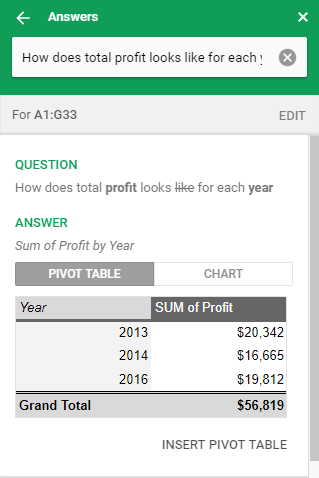 Answers
How does total profit looks like for each y
For A1:G33 EDIT
QUESTION
How does total profit looks like for each year
ANSWER
Sum of Profit by Year
PIVOT TABLE CHART
Year SUM of Profit
2013 $20,342
2014 $16,665
2016 $19,812
Grand Total $56,819
INSERT PIVOT TABLE